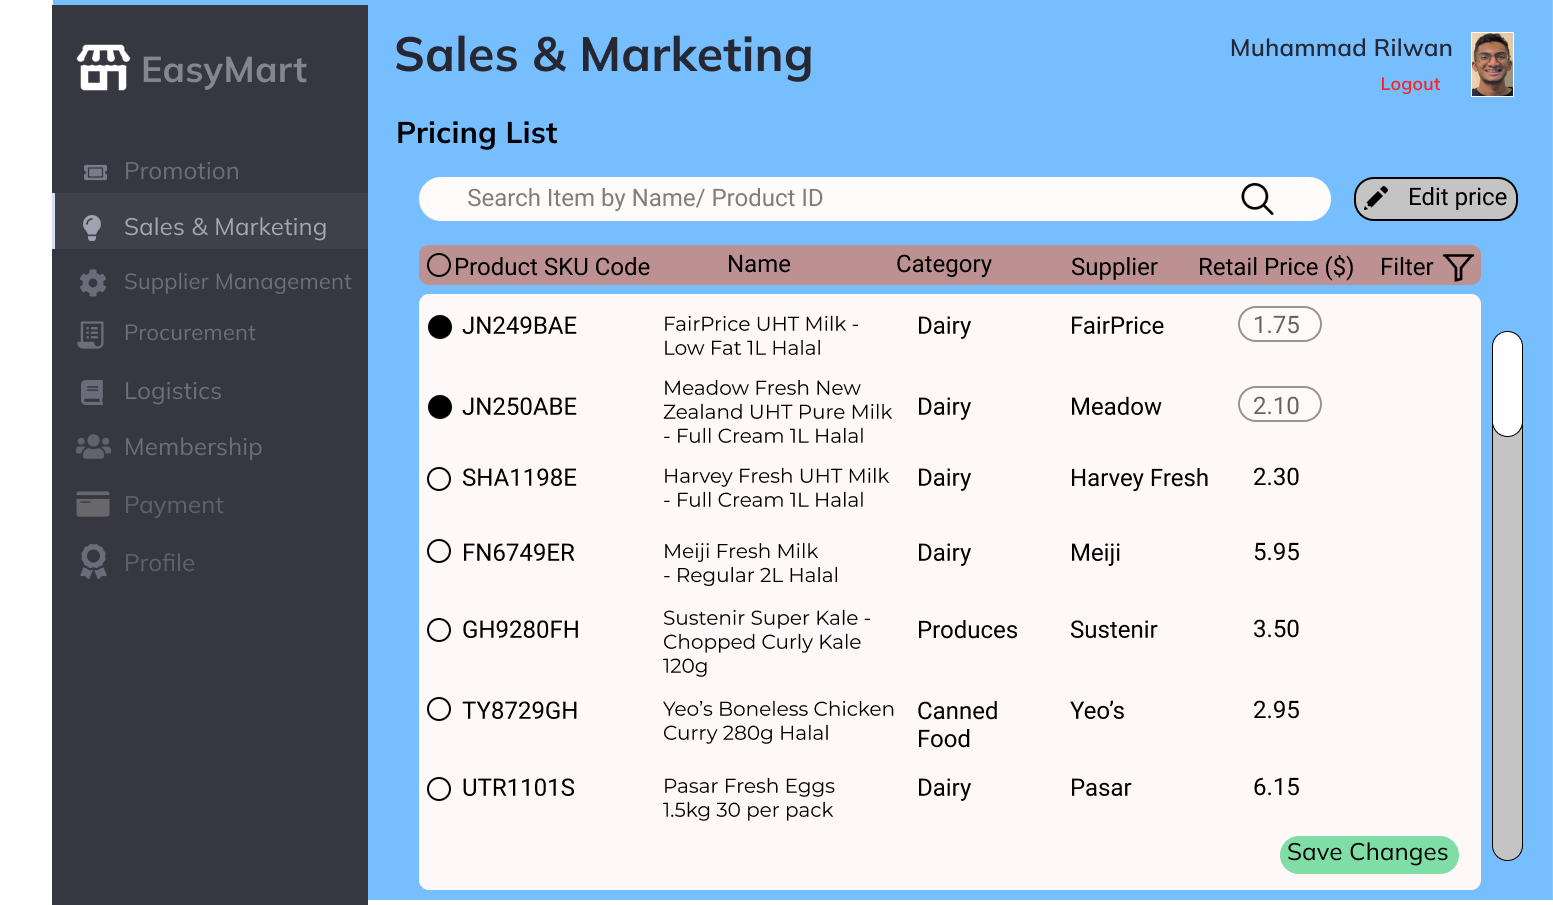 EasyMart
Promotion
Sales & Marketing
Supplier Management
Procurement
Logistics
Membership
Payment
Profile
Sales & Marketing
Muhammad Rilwan
Logout
Pricing List
Search Item by Name/ Product ID
Edit price
Product SKU Code Name Category Supplier Retail Price ($) Filter
JN249BAE FairPrice UHT Milk - Dairy FairPrice 1.75
Low Fat 1L Halal
Meadow Fresh New
JN250ABE Zealand UHT Pure Milk Dairy Meadow 2.10
- Full Cream 1L Halal
SHA1198E Harvey Fresh UHT Milk Dairy Harvey Fresh 2.30
- Full Cream 1L Halal
FN6749ER Meiji Fresh Milk Dairy Meiji 5.95
- Regular 2L Halal
Sustenir Super Kale -
GH9280FH Chopped Curly Kale Produces Sustenir 3.50
120g
TY8729GH Yeo’s Boneless Chicken Canned Yeo’s 2.95
Curry 280g Halal Food
UTR1101S Pasar Fresh Eggs Dairy Pasar 6.15
1.5kg 30 per pack
Save Changes